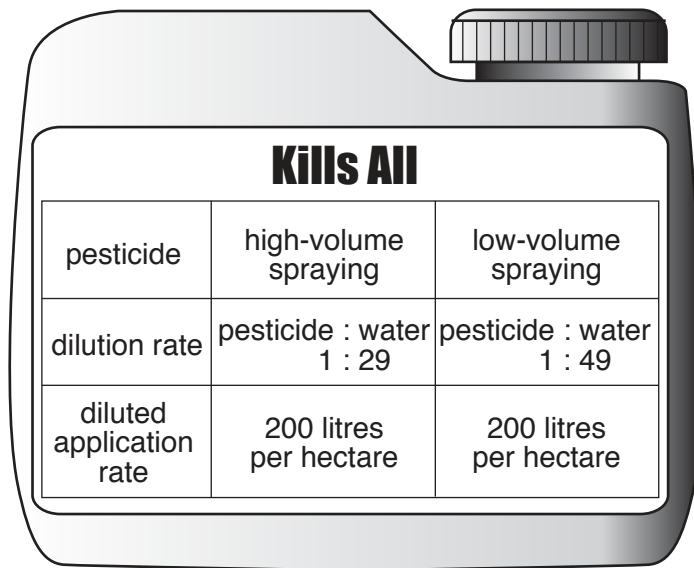 Kills All
pesticide
high-volume
spraying
low-volume
spraying
dilution rate
pesticide : water
1 : 29
pesticide : water
1 : 49
diluted
application
rate
200 litres
per hectare
200 litres
per hectare